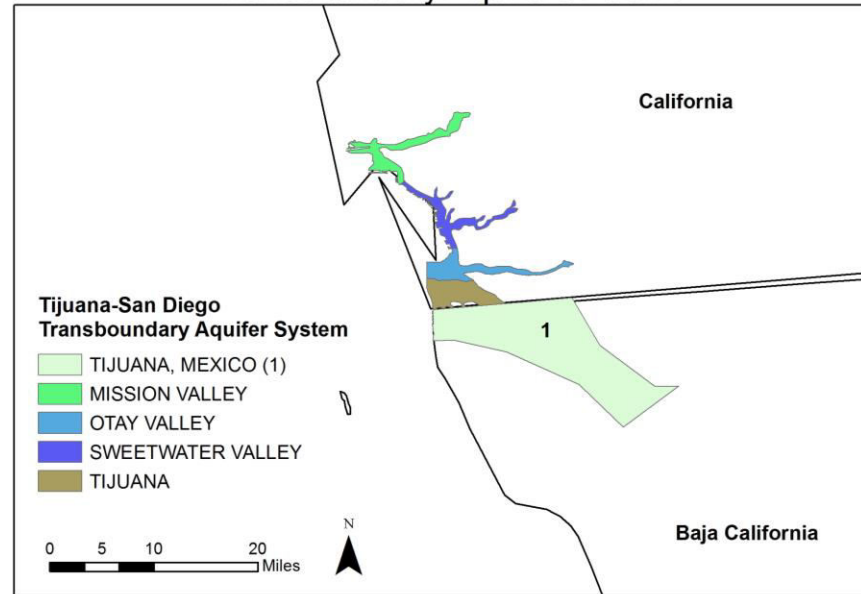 California
Tijuana-San Diego
Transboundary Aquifer System
TIJUANA, MEXICO (1)
MISSION VALLEY
OTAY VALLEY
SWEETWATER VALLEY
TIJUANA
1
N
0 5 10 20
Miles
Baja California